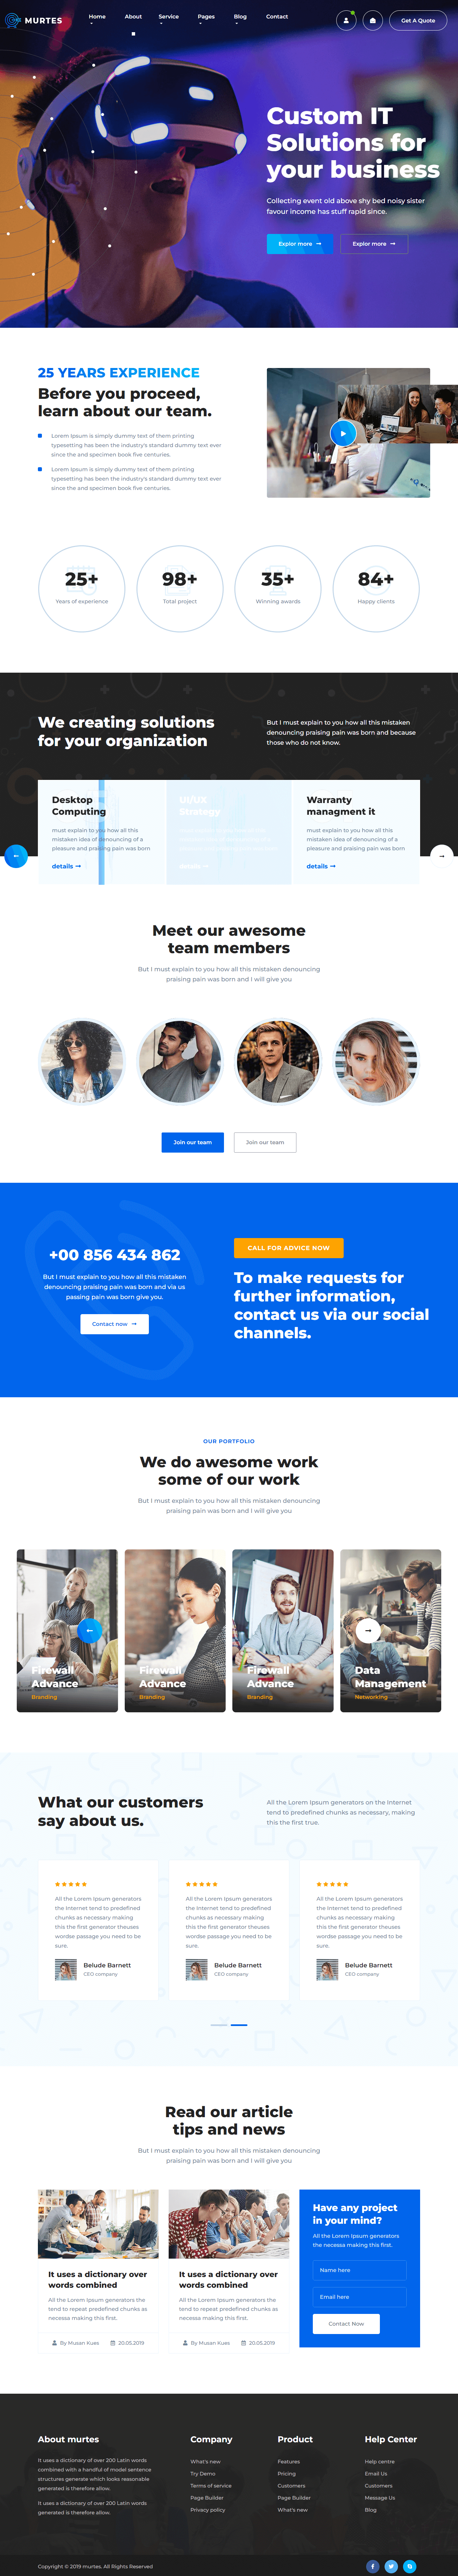 MURTES
Home
About
Service
Pages
Blog
Contact
Get A Quote
Custom IT
Solutions for
your business
Collecting event old above shy bed noisy sister
favour income has stuff rapid since.
Explor more
Explor more
25 YEARS EXPERIENCE
Before you proceed,
learn about our team.
Lorem Ipsum is simply dummy text of them printing
typesetting has been the industry's standard dummy text ever
since the and specimen book five centuries.
Lorem Ipsum is simply dummy text of them printing
typesetting has been the industry's standard dummy text ever
since the and specimen book five centuries.
25+
Years of experience
98+
Total project
35+
Winning awards
84+
Happy clients
We creating solutions
for your organization
But I must explain to you how all this mistaken
denouncing praising pain was born and because
those who do not know.
Desktop
Computing
must explain to you how all this
mistaken idea of denouncing of a
pleasure and praising pain was born
details
UI/UX
Strategy
details
Warranty
managment it
must explain to you how all this
mistaken idea of denouncing of a
pleasure and praising pain was born
details
Meet our awesome
team members
But I must explain to you how all this mistaken denouncing
praising pain was born and I will give you
Join our team
Join our team
+00 856 434 862
But I must explain to you how all this mistaken
denouncing praising pain was born and via us
passing pain was born give you.
Contact now
CALL FOR ADVICE NOW
To make requests for
further information,
contact us via our social
channels.
OUR PORTFOLIO
We do awesome work
some of our work
But I must explain to you how all this mistaken denouncing
praising pain was born and I will give you
Firewall
Advance
Branding
Firewall
Advance
Branding
Firewall
Advance
Branding
Data
Management
Networking
What our customers
say about us.
All the Lorem Ipsum generators on the Internet
tend to predefined chunks as necessary, making
this the first true.
All the Lorem Ipsum generators
the Internet tend to predefined
chunks as necessary making
this the first generator theuses
wordse passage you need to be
sure.
Belude Barnett
CEO company
All the Lorem Ipsum generators
the Internet tend to predefined
chunks as necessary making
this the first generator theuses
wordse passage you need to be
sure.
Belude Barnett
CEO company
All the Lorem Ipsum generators
the Internet tend to predefined
chunks as necessary making
this the first generator theuses
wordse passage you need to be
sure.
Belude Barnett
CEO company
Read our article
tips and news
But I must explain to you how all this mistaken denouncing
praising pain was born and I will give you
It uses a dictionary over
words combined
All the Lorem Ipsum generators the
tend to repeat predefined chunks as
necessa making this first.
By Musan Kues
20.05.2019
It uses a dictionary over
words combined
All the Lorem Ipsum generators the
tend to repeat predefined chunks as
necessa making this first.
By Musan Kues
20.05.2019
Have any project
in your mind?
All the Lorem Ipsum generators
the necessa making this first.
Name here
Email here
Contact Now
About murtes
It uses a dictionary of over 200 Latin words
combined with a handful of model sentence
structures generate which looks reasonable
generated is therefore allow.
It uses a dictionary of over 200 Latin words
generated is therefore allow.
Company
What's new
Try Demo
Terms of service
Page Builder
Privacy policy
Product
Features
Pricing
Customers
Page Builder
What's new
Help Center
Help centre
Email Us
Customers
Message Us
Blog
Copyright © 2019 murtes. All Rights Reserved